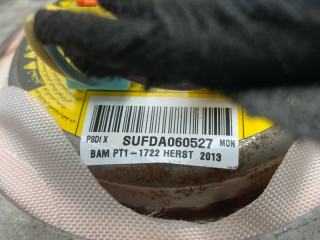 PSDI X SUFDA060527 MON
BAM PT1-1722 HERST 2013